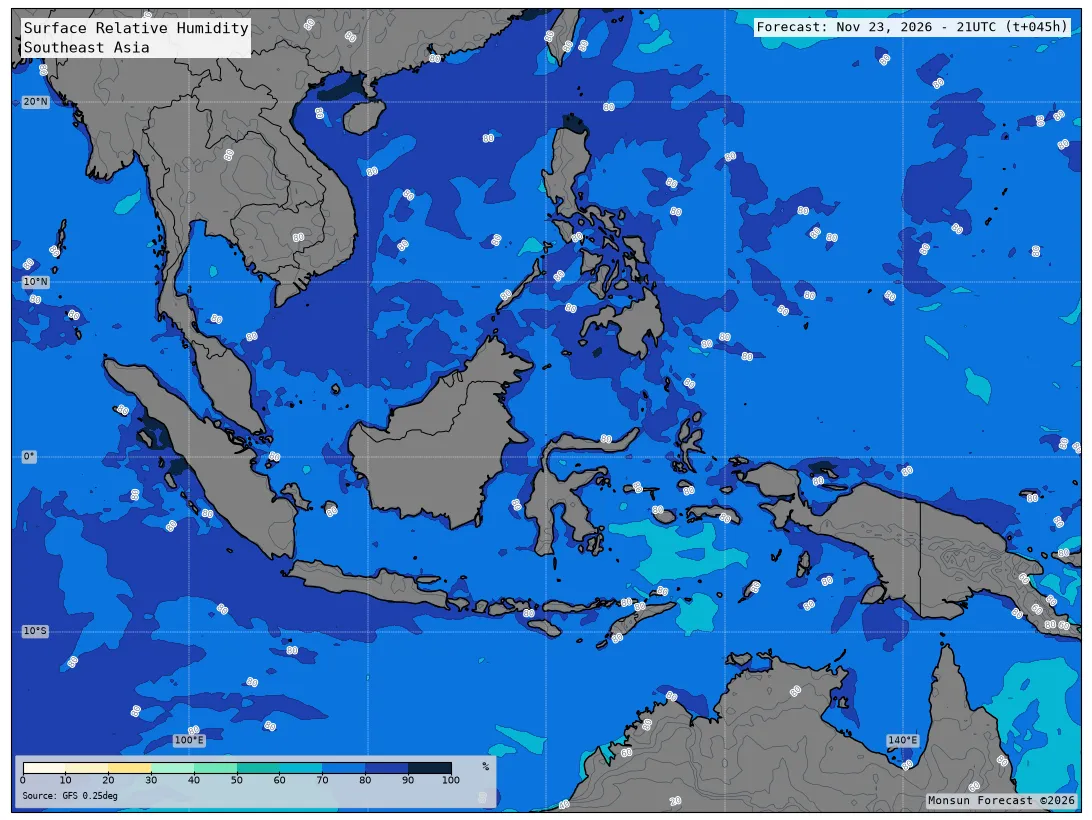 Surface Relative Humidity
Southeast Asia
Forecast: Nov 23, 2026 - 21UTC (t+045h)
20°N
10°N
0°
10°S
100°E
140°E
0 10 20 30 40 50 60 70 80 90 100 %
Source: GFS 0.25deg
Monsun Forecast ©2026